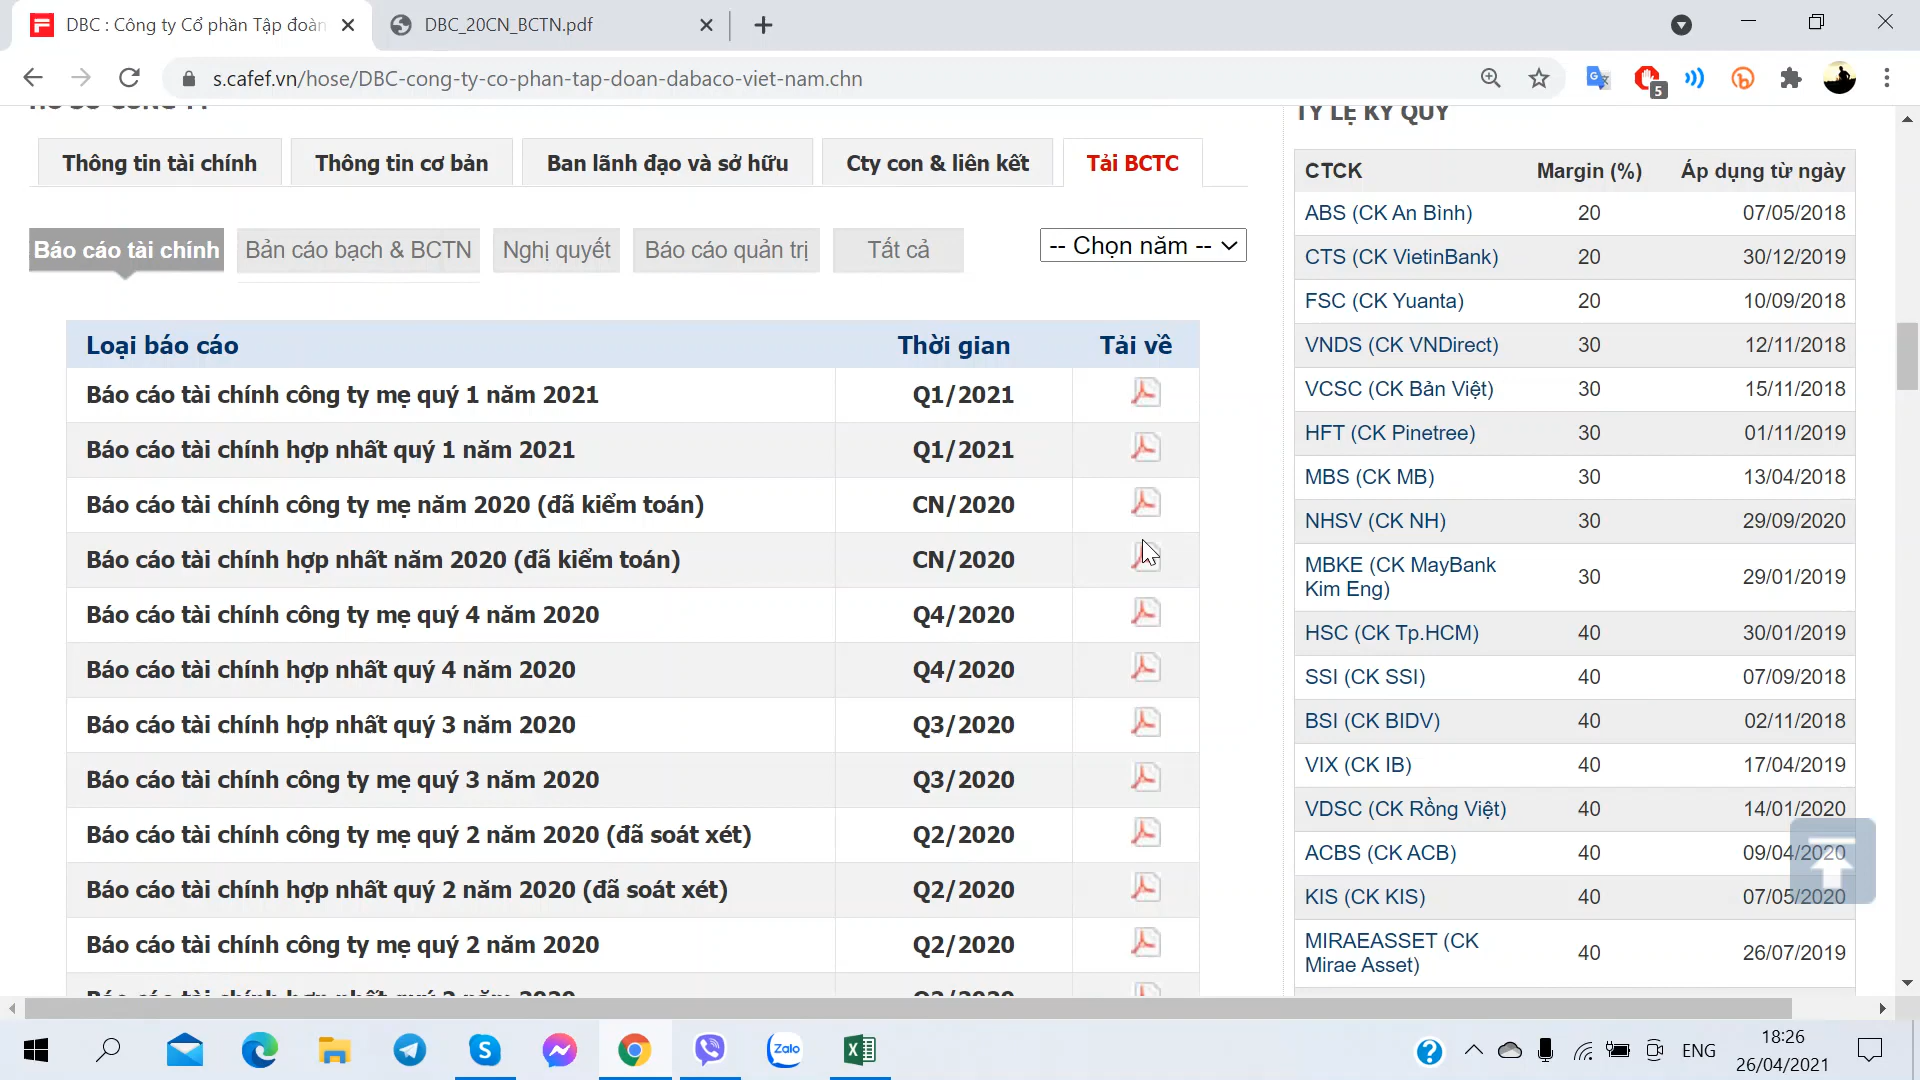 DBC : Công ty Cổ phần Tập đoàn
DBC_20CN_BCTN.pdf
s.cafef.vn/hose/DBC-cong-ty-co-phan-tap-doan-dabaco-viet-nam.chn
5
Thông tin tài chính
Thông tin cơ bản
Ban lãnh đạo và sở hữu
Cty con & liên kết
Tải BCTC
Báo cáo tài chính
Bản cáo bạch & BCTN
Nghị quyết
Báo cáo quản trị
Tất cả
-- Chọn năm --
Loại báo cáo Thời gian Tải về
Báo cáo tài chính công ty mẹ quý 1 năm 2021 Q1/2021
Báo cáo tài chính hợp nhất quý 1 năm 2021 Q1/2021
Báo cáo tài chính công ty mẹ năm 2020 (đã kiểm toán) CN/2020
Báo cáo tài chính hợp nhất năm 2020 (đã kiểm toán) CN/2020
Báo cáo tài chính công ty mẹ quý 4 năm 2020 Q4/2020
Báo cáo tài chính hợp nhất quý 4 năm 2020 Q4/2020
Báo cáo tài chính hợp nhất quý 3 năm 2020 Q3/2020
Báo cáo tài chính công ty mẹ quý 3 năm 2020 Q3/2020
Báo cáo tài chính công ty mẹ quý 2 năm 2020 (đã soát xét) Q2/2020
Báo cáo tài chính hợp nhất quý 2 năm 2020 (đã soát xét) Q2/2020
Báo cáo tài chính công ty mẹ quý 2 năm 2020 Q2/2020
TỶ LỆ KÝ QUỸ
CTCK Margin (%) Áp dụng từ ngày
ABS (CK An Bình) 20 07/05/2018
CTS (CK VietinBank) 20 30/12/2019
FSC (CK Yuanta) 20 10/09/2018
VNDS (CK VNDirect) 30 12/11/2018
VCSC (CK Bản Việt) 30 15/11/2018
HFT (CK Pinetree) 30 01/11/2019
MBS (CK MB) 30 13/04/2018
NHSV (CK NH) 30 29/09/2020
MBKE (CK MayBank
Kim Eng) 30 29/01/2019
HSC (CK Tp.HCM) 40 30/01/2019
SSI (CK SSI) 40 07/09/2018
BSI (CK BIDV) 40 02/11/2018
VIX (CK IB) 40 17/04/2019
VDSC (CK Rồng Việt) 40 14/01/2020
ACBS (CK ACB) 40 09/04/2020
KIS (CK KIS) 40 07/05/2020
MIRAEASSET (CK
Mirae Asset) 40 26/07/2019
Zalo
ENG
18:26
26/04/2021